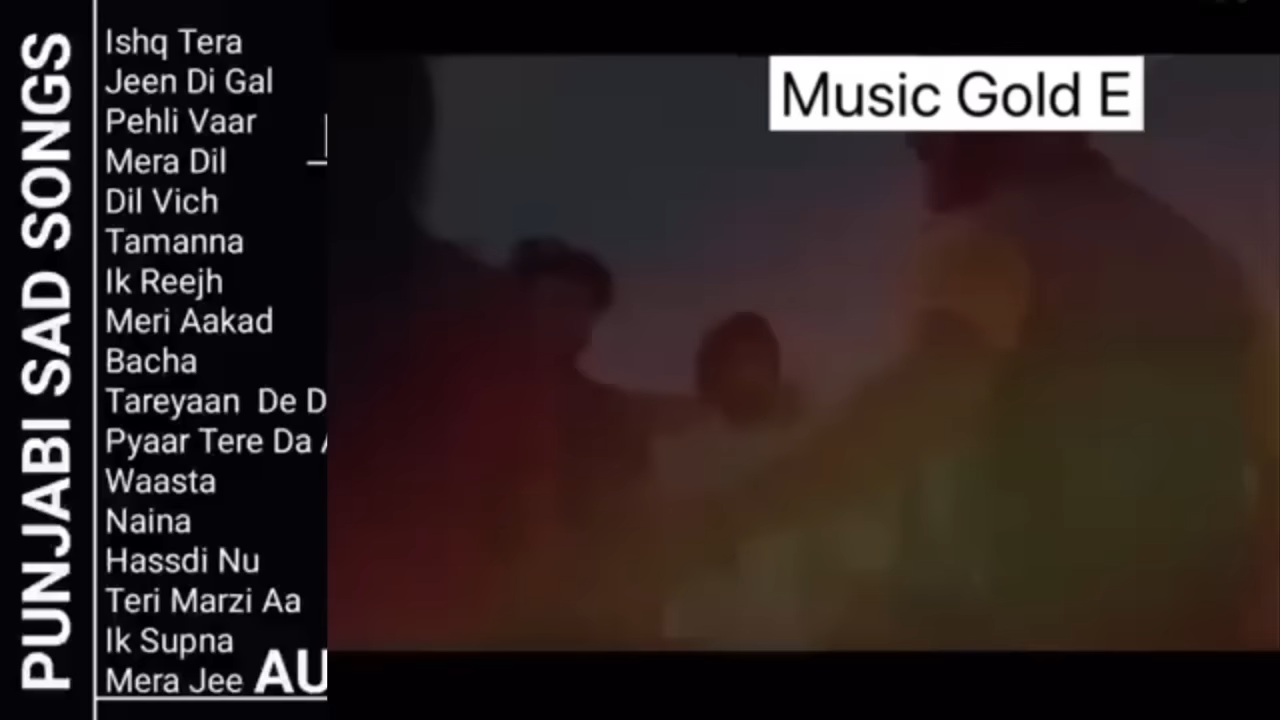 PUNJABI SAD SONGS
Ishq Tera
Jeen Di Gal
Pehli Vaar
Mera Dil
Dil Vich
Tamanna
Ik Reejh
Meri Aakad
Bacha
Tareyaan De D
Pyaar Tere Da
Waasta
Naina
Hassdi Nu
Teri Marzi Aa
Ik Supna
Mera Jee
AU
Music Gold E